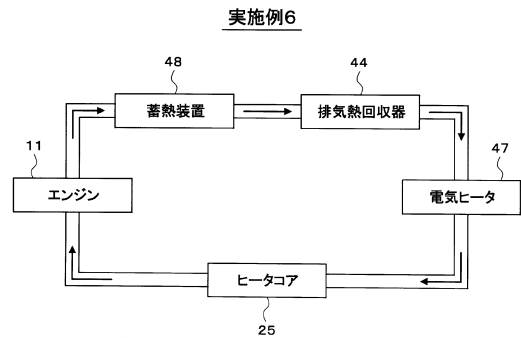 実施例6
48
44
蓄熱装置
排気熱回収器
11
47
エンジン
電気ヒータ
ヒータコア
25